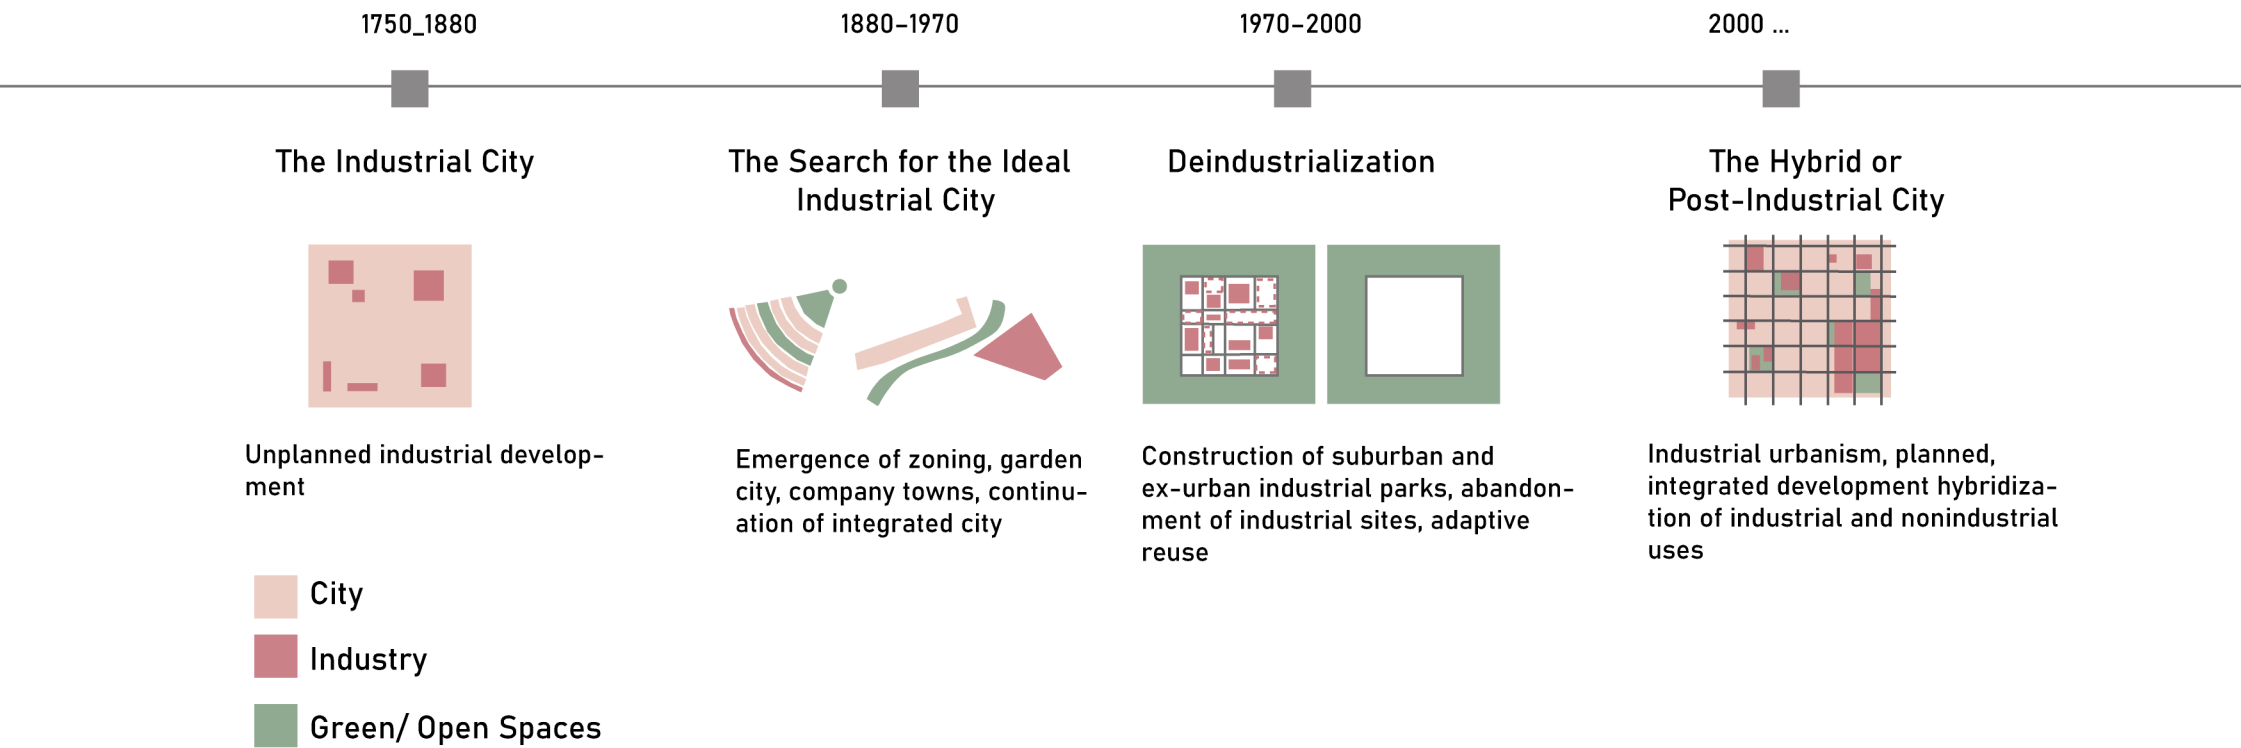 1750_1880
1880–1970
1970–2000
2000 ...
The Industrial City
The Search for the Ideal
Industrial City
Deindustrialization
The Hybrid or
Post-Industrial City
Unplanned industrial develop-
ment
Emergence of zoning, garden
city, company towns, continu-
ation of integrated city
Construction of suburban and
ex-urban industrial parks, abandon-
ment of industrial sites, adaptive
reuse
Industrial urbanism, planned,
integrated development hybridiza-
tion of industrial and nonindustrial
uses
City
Industry
Green/ Open Spaces